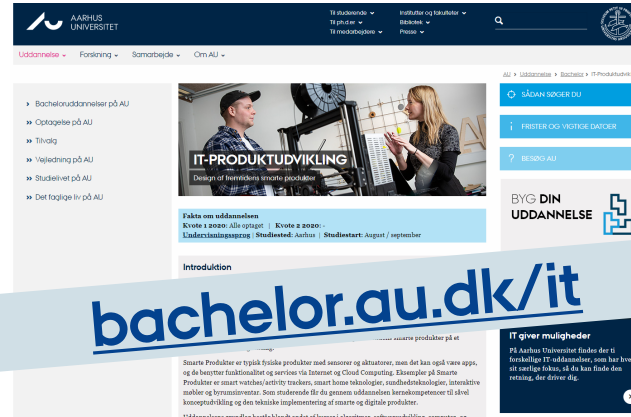 AARHUS
UNIVERSITET
Til studerende
Til ph.d.er
Til medarbejdere
Institutter og fakulteter
Bibliotek
Presse
Uddannelse
Forskning
Samarbejde
Om AU
AU › Uddannelse › Bachelor › IT-Produktudvik
› Bacheloruddannelser på AU
›› Optagelse på AU
›› Tilvalg
›› Vejledning på AU
›› Studielivet på AU
›› Det faglige liv på AU
IT-PRODUKTUDVIKLING
Design af fremtidens smarte produkter
Fakta om uddannelsen
Kvote 1 2020: Alle optaget | Kvote 2 2020: -
Undervisningssprog | Studiested: Aarhus | Studiestart: August / september
Introduktion
SÅDAN SØGER DU
FRISTER OG VIGTIGE DATOER
BESØG AU
BYG DIN
UDDANNELSE
bachelor.au.dk/it
smarte produkter på et
Smarte Produkter er typisk fysiske produkter med sensorer og aktuatorer, men det kan også være apps,
og de benytter funktionalitet og services via Internet og Cloud Computing. Eksempler på Smarte
Produkter er smart watches/activity trackers, smart home teknologier, sundhedsteknologier, interaktive
møbler og byrumsinventar. Som studerende får du gennem uddannelsen kernekompetencer til såvel
konceptudvikling og den tekniske implementering af smarte og digitale produkter.
IT giver muligheder
På Aarhus Universitet findes der ti
forskellige IT-uddannelser, som har hve
sit særlige fokus, så du kan finden den
retning, der driver dig.